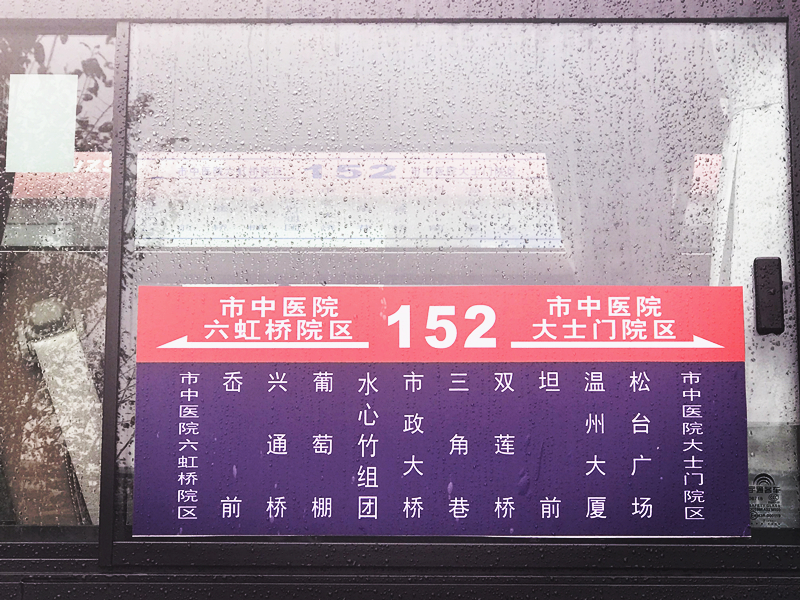 市中医院
六虹桥院区
152
市中医院
大士门院区
市中医院六虹桥院区
岙前
兴通桥
葡萄棚
水心竹组团
市政大桥
三角巷
双莲桥
坦前
温州大厦
松台广场
市中医院大士门院区
152